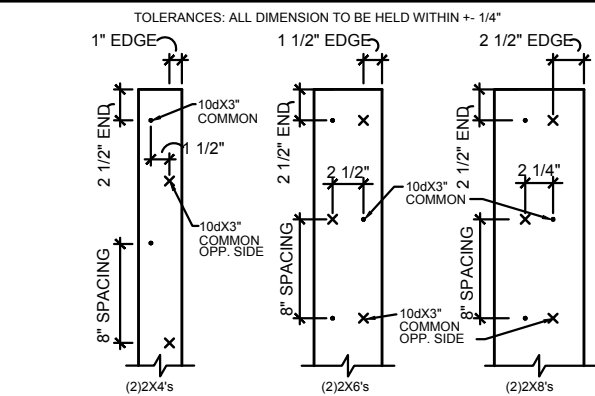 TOLERANCES: ALL DIMENSION TO BE HELD WITHIN +- 1/4"
1" EDGE
1 1/2" EDGE
2 1/2" EDGE
2 1/2" END
10dX3"
COMMON
1 1/2"
10dX3"
COMMON
OPP. SIDE
8" SPACING
(2)2X4's
2 1/2" END
2 1/2"
10dX3"
COMMON
8" SPACING
10dX3"
COMMON
OPP. SIDE
(2)2X6's
2 1/2" END
2 1/4"
8" SPACING
(2)2X8's